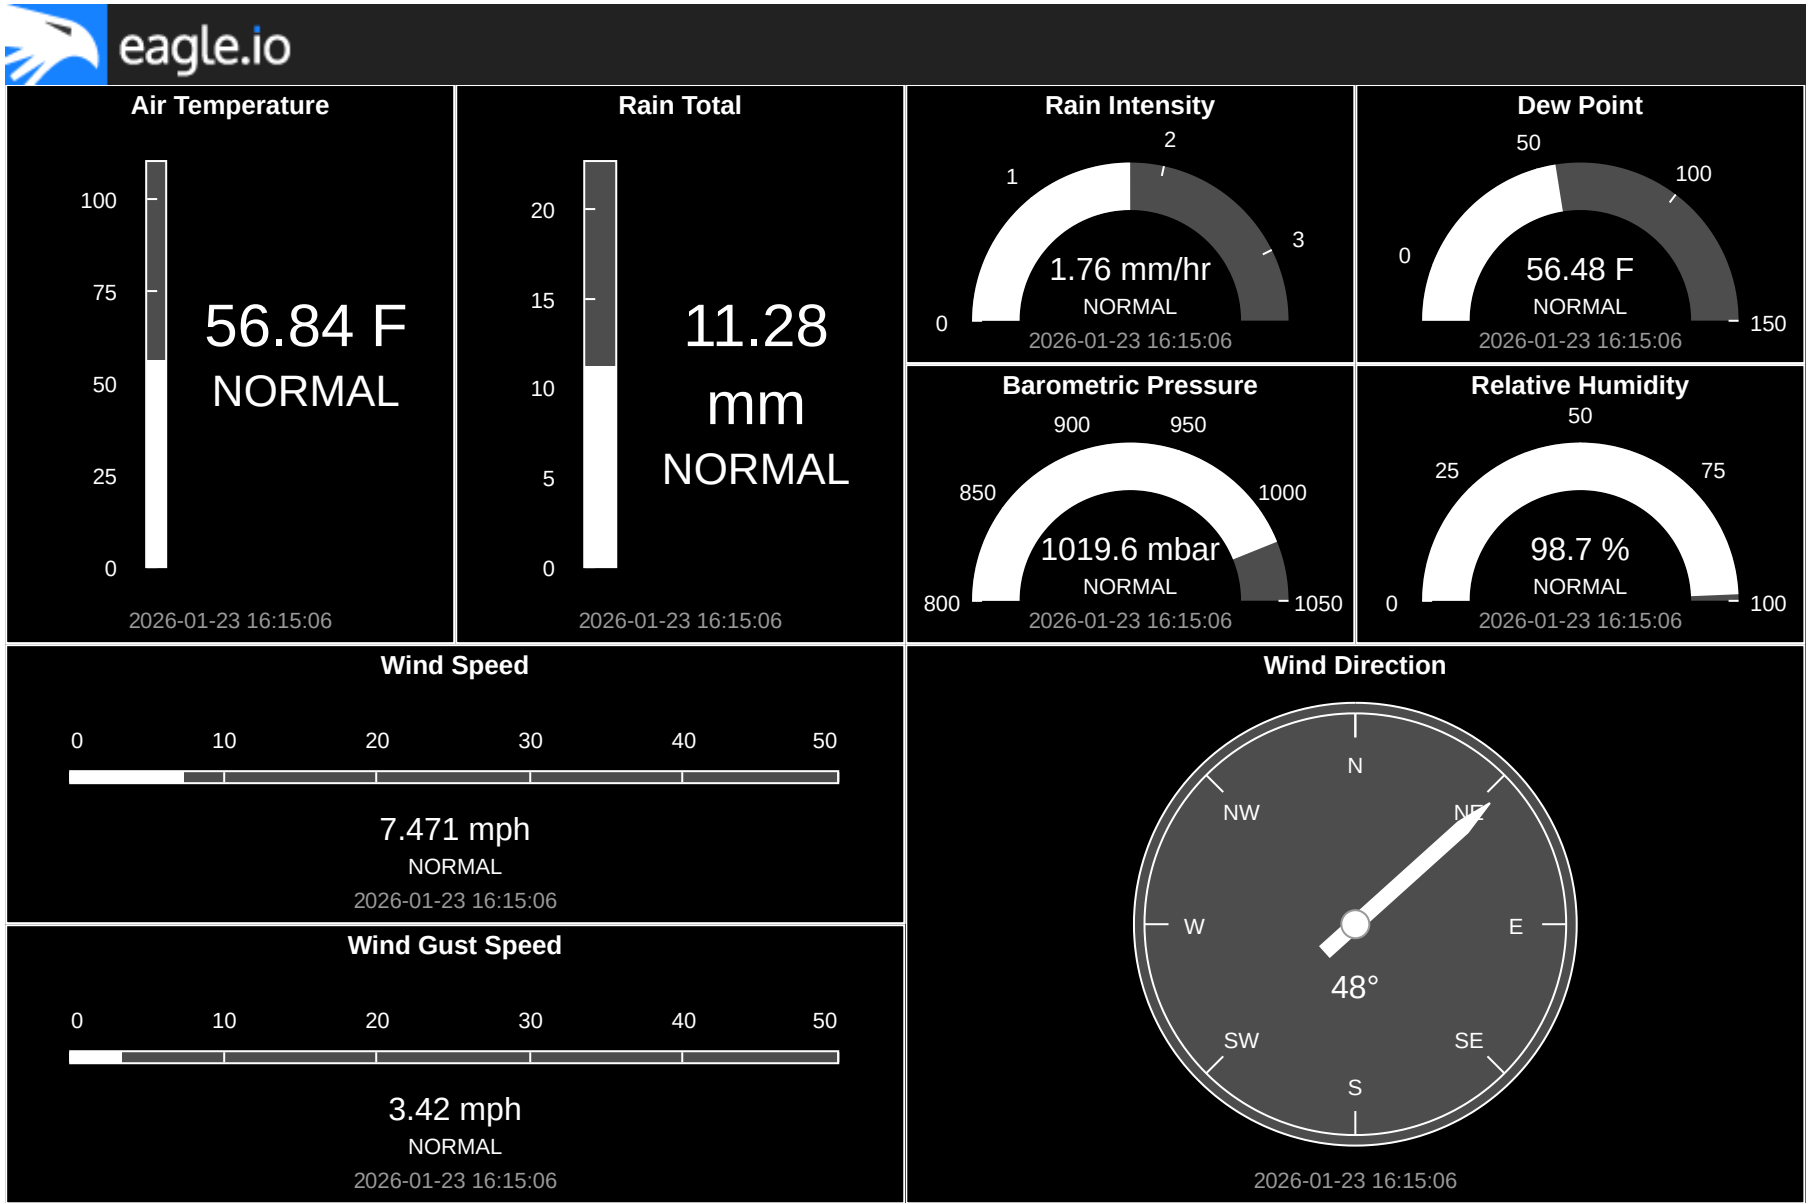 eagle.io
Air Temperature
100
75
50
25
0
56.84 F
NORMAL
2026-01-23 16:15:06
Rain Total
20
15
10
5
0
11.28
mm
NORMAL
2026-01-23 16:15:06
Rain Intensity
0
1
2
3
1.76 mm/hr
NORMAL
2026-01-23 16:15:06
Dew Point
0
50
100
150
56.48 F
NORMAL
2026-01-23 16:15:06
Barometric Pressure
800
850
900
950
1000
1050
1019.6 mbar
NORMAL
2026-01-23 16:15:06
Relative Humidity
0
25
50
75
100
98.7 %
NORMAL
2026-01-23 16:15:06
Wind Speed
0 10 20 30 40 50
7.471 mph
NORMAL
2026-01-23 16:15:06
Wind Gust Speed
0 10 20 30 40 50
3.42 mph
NORMAL
2026-01-23 16:15:06
Wind Direction
N
NW NE
W E
48°
SW SE
S
2026-01-23 16:15:06